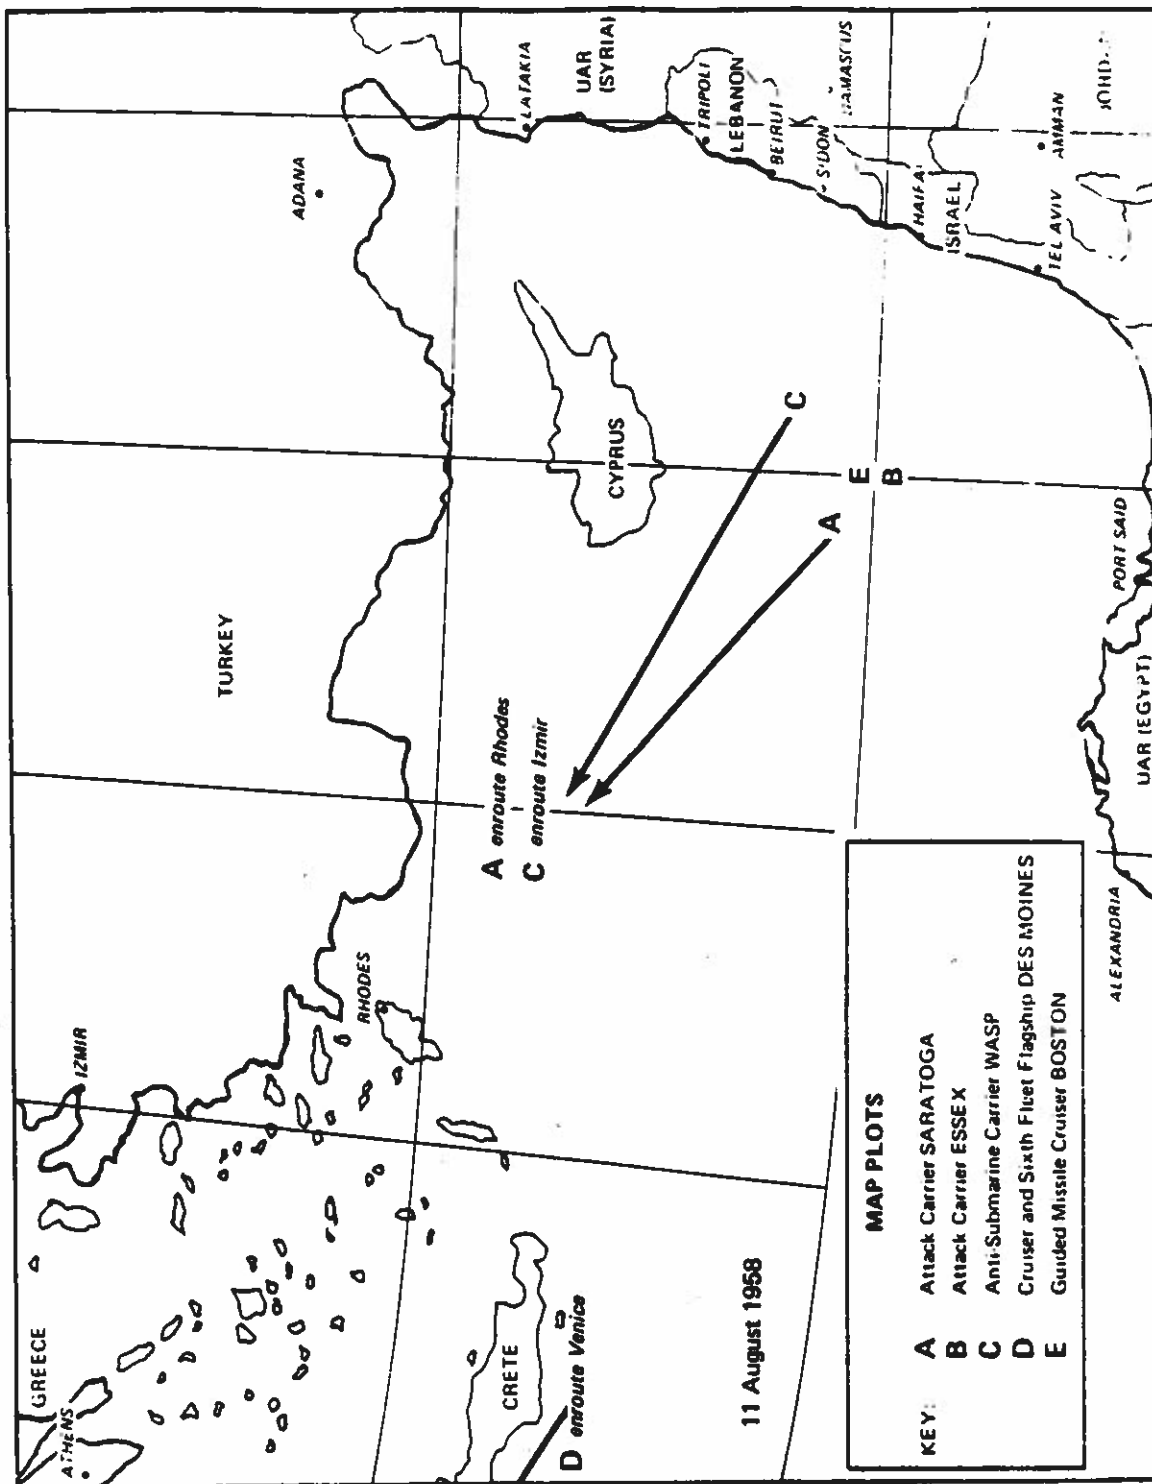 GREECE
ATHENS
IZMIR
TURKEY
ADANA
RHODES
A enroute Rhodes
C enroute Izmir
CYPRUS
LATAKIA
UAR
(SYRIA)
TRIPOLI
LEBANON
BEIRUT
SIDON
DAMASCUS
HAIFA
ISRAEL
TEL AVIV
AMMAN
CRETE
D enroute Venice
C
A
E
B
PORT SAID
UAR (EGYPT)
ALEXANDRIA
11 August 1958
MAP PLOTS
KEY: A Attack Carrier SARATOGA
B Attack Carrier ESSEX
C Anti-Submarine Carrier WASP
D Cruiser and Sixth Fleet Flagship DES MOINES
E Guided Missile Cruiser BOSTON